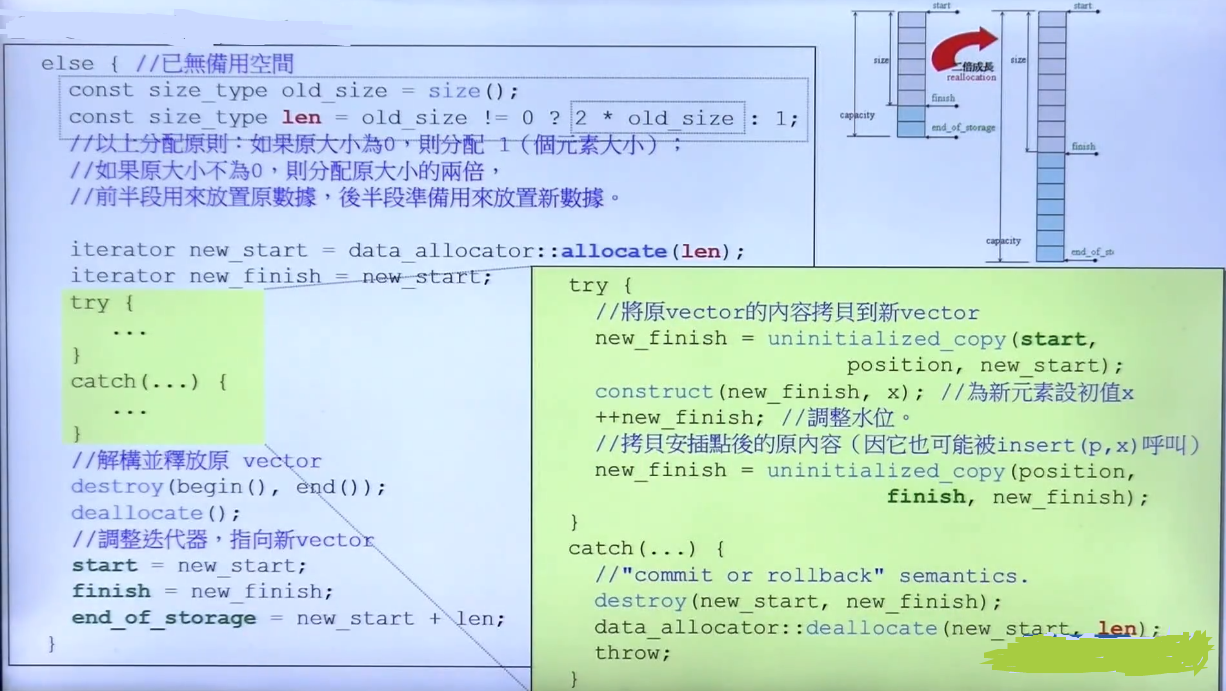 else { //已無備用空間
const size_type old_size = size();
const size_type len = old_size != 0 ? 2 * old_size : 1;
//以上分配原則：如果原大小為0，則分配 1（個元素大小）；
//如果原大小不為0，則分配原大小的兩倍，
//前半段用來放置原數據，後半段準備用來放置新數據。
iterator new_start = data_allocator::allocate(len);
iterator new_finish = new_start;
try {
...
}
catch(...) {
...
}
//解構並釋放原 vector
destroy(begin(), end());
deallocate();
//調整迭代器，指向新vector
start = new_start;
finish = new_finish;
end_of_storage = new_start + len;
}
try {
//將原vector的內容拷貝到新vector
new_finish = uninitialized_copy(start,
position, new_start);
construct(new_finish, x); //為新元素設初值x
++new_finish; //調整水位。
//拷貝安插點後的原內容（因它也可能被insert(p,x)呼叫）
new_finish = uninitialized_copy(position,
finish, new_finish);
}
catch(...) {
//"commit or rollback" semantics.
destroy(new_start, new_finish);
data_allocator::deallocate(new_start, len);
throw;
}
start
size
finish
capacity
end_of_storage
二倍成長
reallocation
start
size
finish
capacity
end_of_sto